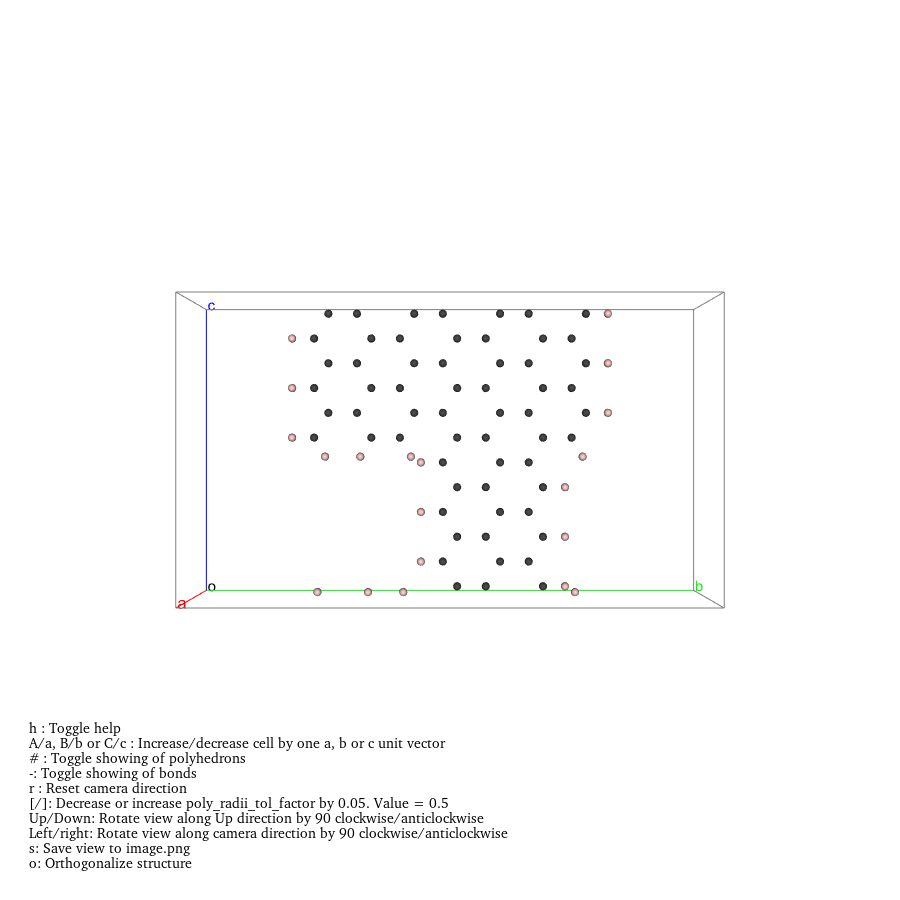 c
o
b
a
h : Toggle help
A/a, B/b or C/c : Increase/decrease cell by one a, b or c unit vector
# : Toggle showing of polyhedrons
-: Toggle showing of bonds
r : Reset camera direction
[/]: Decrease or increase poly_radii_tol_factor by 0.05. Value = 0.5
Up/Down: Rotate view along Up direction by 90 clockwise/anticlockwise
Left/right: Rotate view along camera direction by 90 clockwise/anticlockwise
s: Save view to image.png
o: Orthogonalize structure